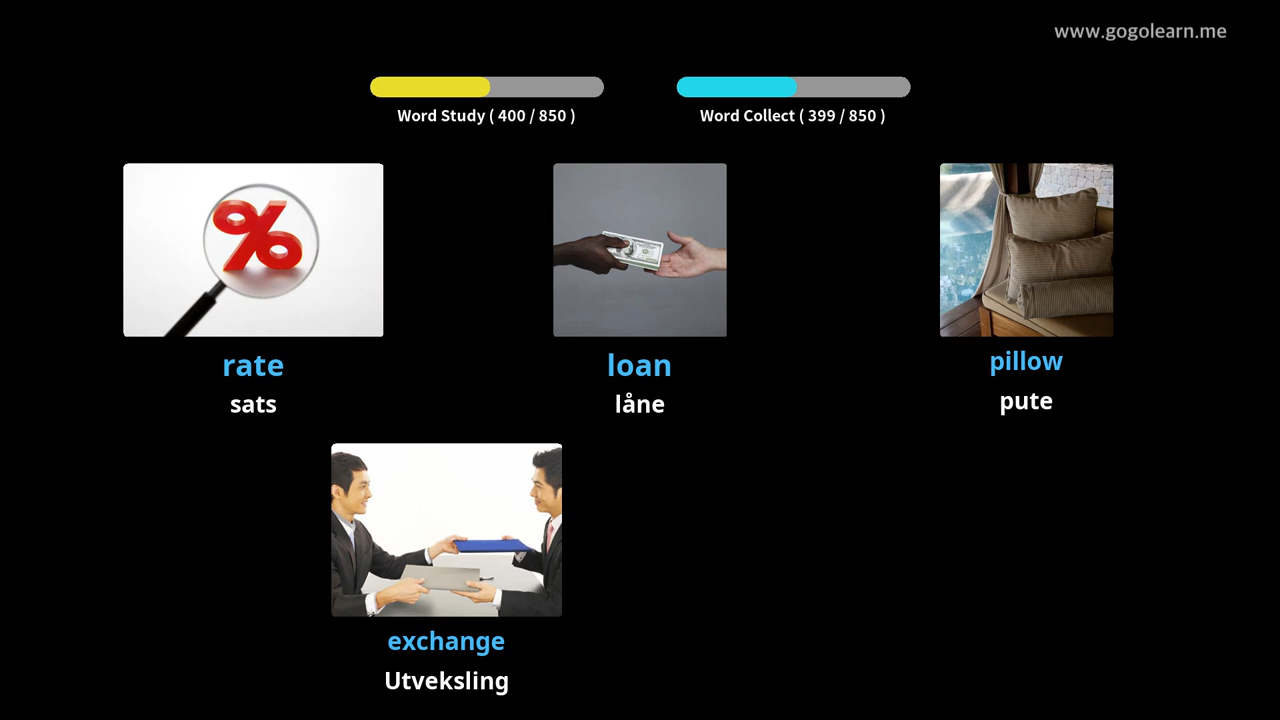 www.gogolearn.me
Word Study ( 400 / 850 )
Word Collect ( 399 / 850 )
rate
sats
loan
låne
pillow
pute
exchange
Utveksling